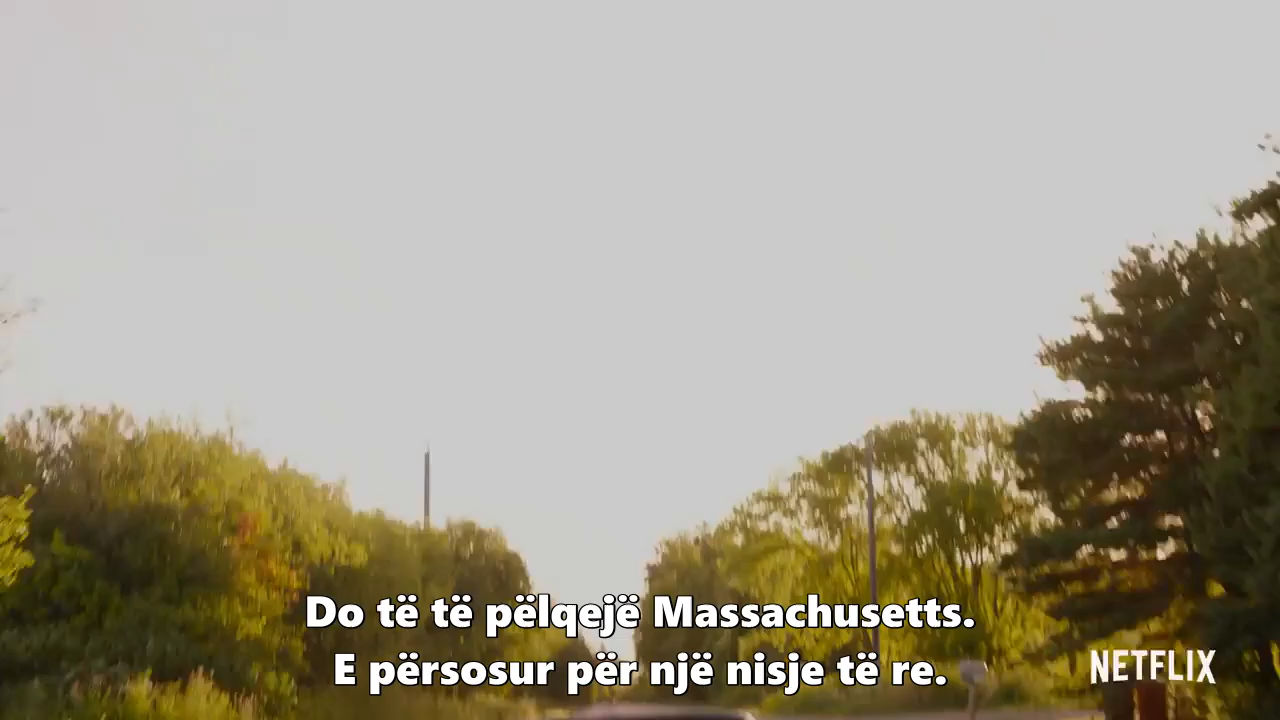 Do të të pëlqejë Massachusetts.
E përsosur për një nisje të re.
NETFLIX